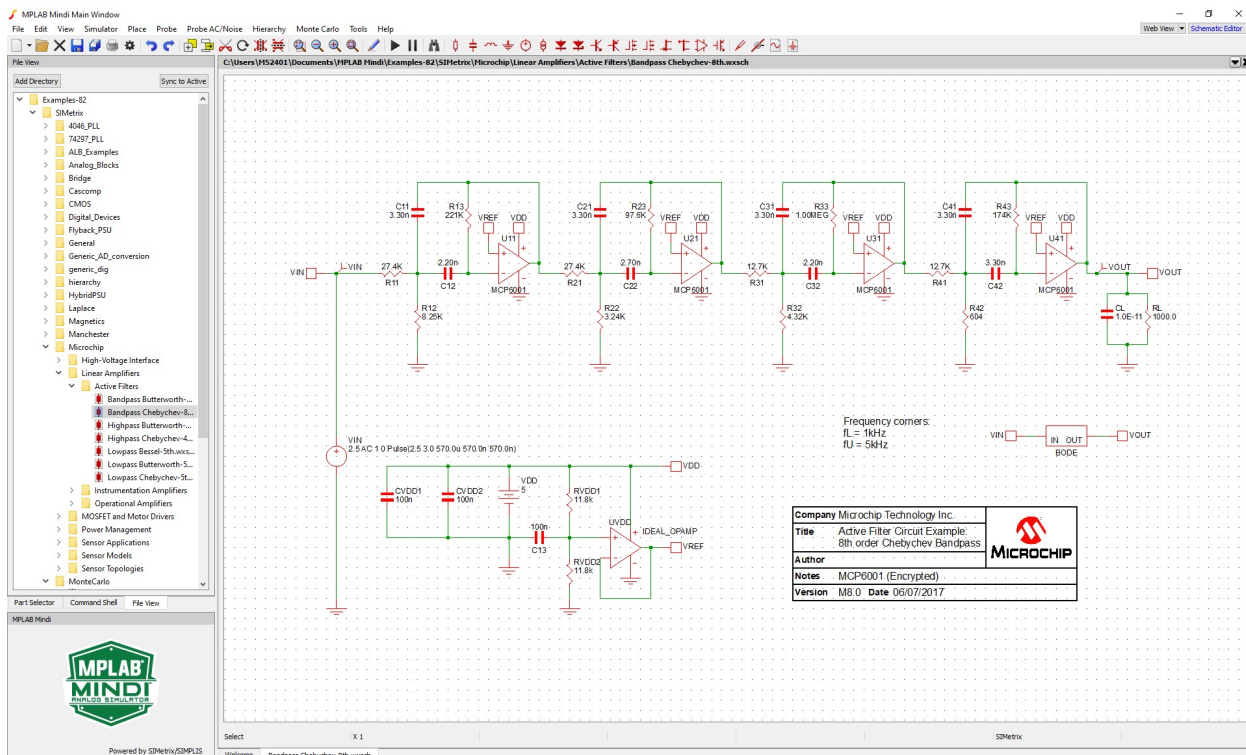 MPLAB Mindi Main Window
File Edit View Simulator Place Probe Probe AC/Noise Hierarchy Monte Carlo Tools Help
Web View Schematic Editor
File View
C:\Users\M52401\Documents\MPLAB Mindi\Examples-82\SIMetrix\Microchip\Linear Amplifiers\Active Filters\Bandpass Chebychev-8th.wxsch
Add Directory Sync to Active
Examples-82
SIMetrix
4046_PLL
74297_PLL
ALB_Examples
Analog_Blocks
Bridge
Cascomp
CMOS
Digital_Devices
Flyback_PSU
General
Generic_AD_conversion
generic_dig
hierarchy
HybridPSU
Laplace
Magnetics
Manchester
Microchip
High-Voltage Interface
Linear Amplifiers
Active Filters
Bandpass Butterworth-...
Bandpass Chebychev-8...
Highpass Butterworth-...
Highpass Chebychev-4...
Lowpass Bessel-5th.wxs...
Lowpass Butterworth-5...
Lowpass Chebychev-5t...
Instrumentation Amplifiers
Operational Amplifiers
MOSFET and Motor Drivers
Power Management
Sensor Applications
Sensor Models
Sensor Topologies
MonteCarlo
Part Selector Command Shell File View
MPLAB Mindi
MPLAB
MINDI
ANALOG SIMULATOR
Powered by SIMetrix/SIMPLIS
C11
3.30n
R13
221K
VREF VDD
U11
MCP6001
VIN
VIN
27.4K
R11
2.20n
C12
R12
8.25K
C21
3.30n
R23
97.6K
VREF VDD
U21
MCP6001
27.4K
R21
2.70n
C22
R22
3.24K
C31
3.30n
R33
1.00MEG
VREF VDD
U31
MCP6001
12.7K
R31
2.20n
C32
R32
4.32K
C41
3.30n
R43
174K
VREF VDD
U41
MCP6001
12.7K
R41
3.30n
C42
R42
604
VOUT
VOUT
CL
1.0E-11
RL
1000.0
VIN
2.5 AC 1 0 Pulse(2.5 3.0 570.0u 570.0n 570.0n)
CVDD1
100n
CVDD2
100n
VDD
5
100n
C13
RVDD1
11.8k
RVDD2
11.8k
VDD
UVDD
IDEAL_OPAMP
VREF
Frequency corners:
fL = 1kHz
fU = 5kHz
VIN
IN OUT
BODE
VOUT
Company Microchip Technology Inc.
Title Active Filter Circuit Example:
8th order Chebychev Bandpass
Author
Notes MCP6001 (Encrypted)
Version M8.0 Date 06/07/2017
MICROCHIP
Select X 1 SIMetrix
Welcome Bandpass Chebychev-8th.wxsch